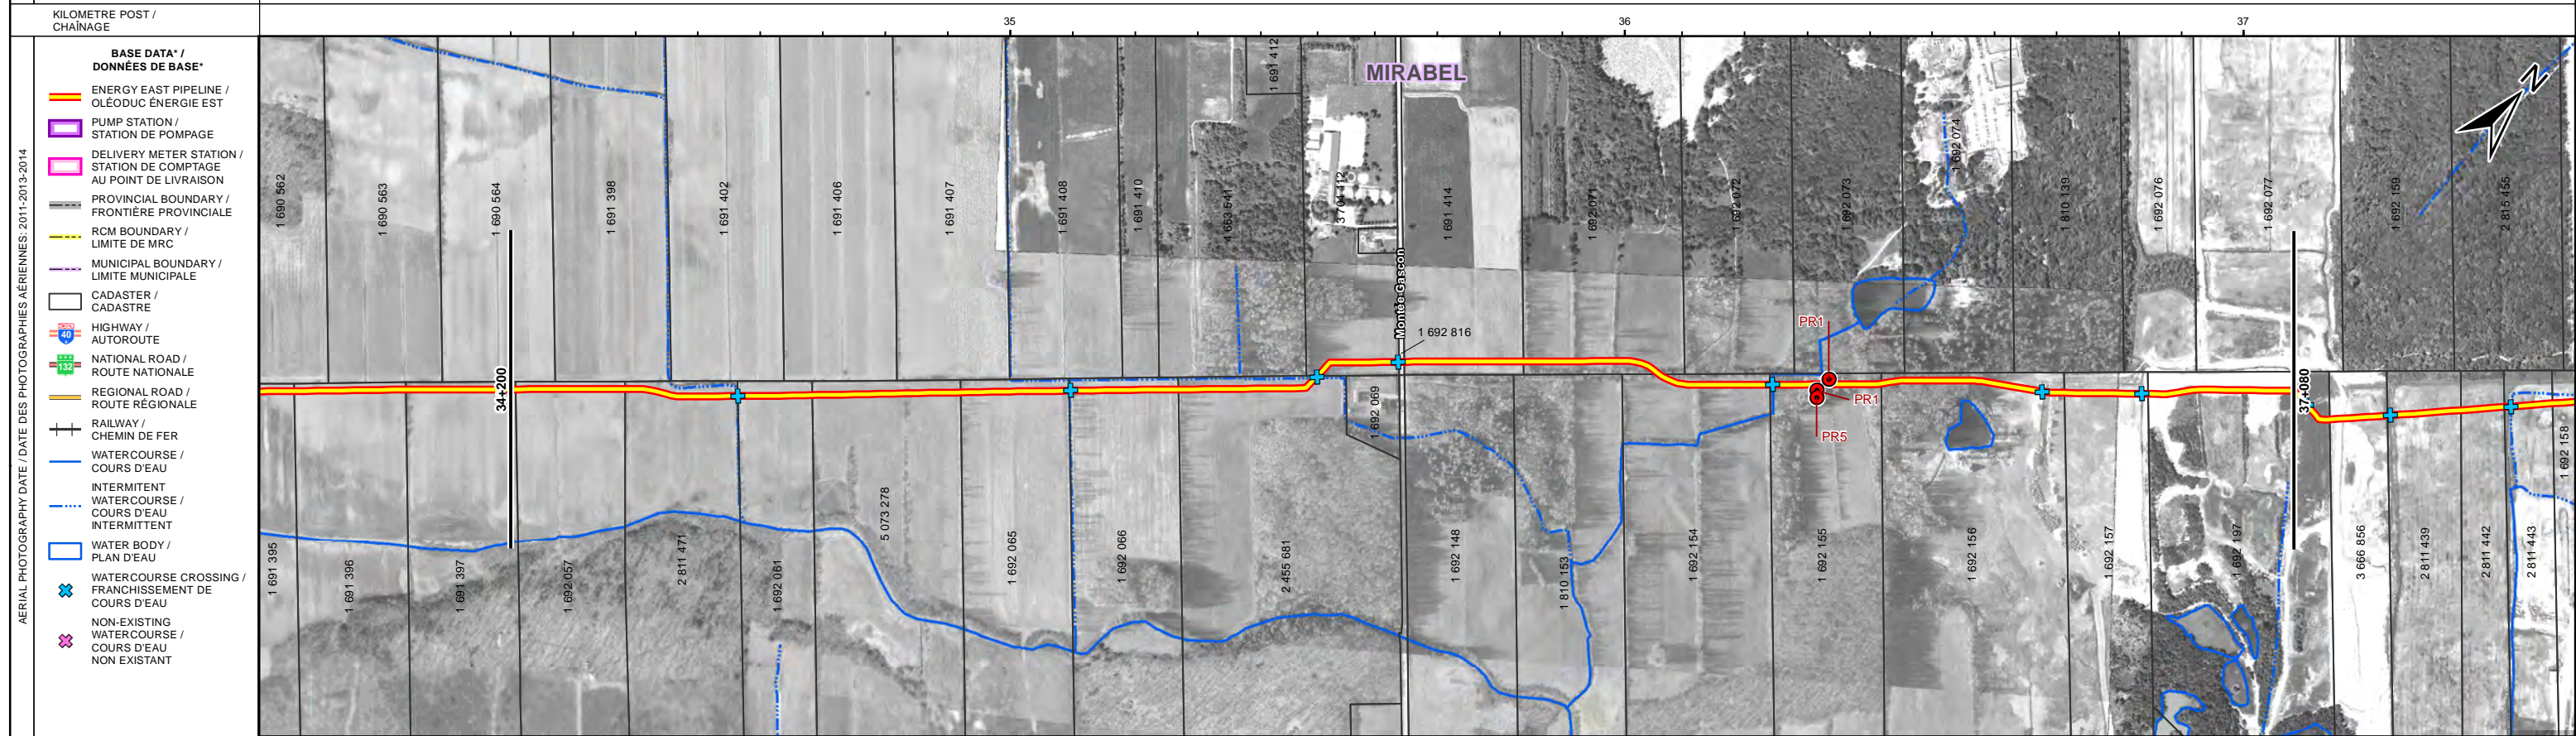 KILOMETRE POST /
CHAÎNAGE
35
36
37
AERIAL PHOTOGRAPHY DATE / DATE DES PHOTOGRAPHIES AÉRIENNES: 2011-2013-2014
BASE DATA* /
DONNÉES DE BASE*
ENERGY EAST PIPELINE /
OLÉODUC ÉNERGIE EST
PUMP STATION /
STATION DE POMPAGE
DELIVERY METER STATION /
STATION DE COMPTAGE
AU POINT DE LIVRAISON
PROVINCIAL BOUNDARY /
FRONTIÈRE PROVINCIALE
RCM BOUNDARY /
LIMITE DE MRC
MUNICIPAL BOUNDARY /
LIMITE MUNICIPALE
CADASTER /
CADASTRE
40
HIGHWAY /
AUTOROUTE
132
NATIONAL ROAD /
ROUTE NATIONALE
REGIONAL ROAD /
ROUTE RÉGIONALE
RAILWAY /
CHEMIN DE FER
WATERCOURSE /
COURS D'EAU
INTERMITENT
WATERCOURSE /
COURS D'EAU
INTERMITTENT
WATER BODY /
PLAN D'EAU
WATERCOURSE CROSSING /
FRANCHISSEMENT DE
COURS D'EAU
NON-EXISTING
WATERCOURSE /
COURS D'EAU
NON EXISTANT
MIRABEL
N
1 690 562
1 690 563
1 690 564
1 691 398
1 691 402
1 691 406
1 691 407
1 691 408
1 691 410
4 663 541
1 691 412
3 704 412
1 691 414
1 692 071
1 692 072
1 692 073
1 692 074
1 810 139
1 692 076
1 692 077
1 692 159
2 815 455
Montée Gascon
1 692 816
PR1
PR1
PR5
34+200
37+080
1 692 069
1 692 158
1 691 395
1 691 396
1 691 397
1 692 057
2 811 471
1 692 061
5 073 278
1 692 065
1 692 066
2 455 681
1 692 148
1 810 153
1 692 154
1 692 155
1 692 156
1 692 157
1 692 197
3 666 856
2 811 439
2 811 442
2 811 443